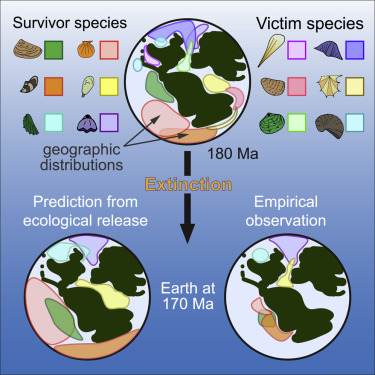 Survivor species
Victim species
geographic
distributions
180 Ma
Extinction
Prediction from
ecological release
Empirical
observation
Earth at
170 Ma